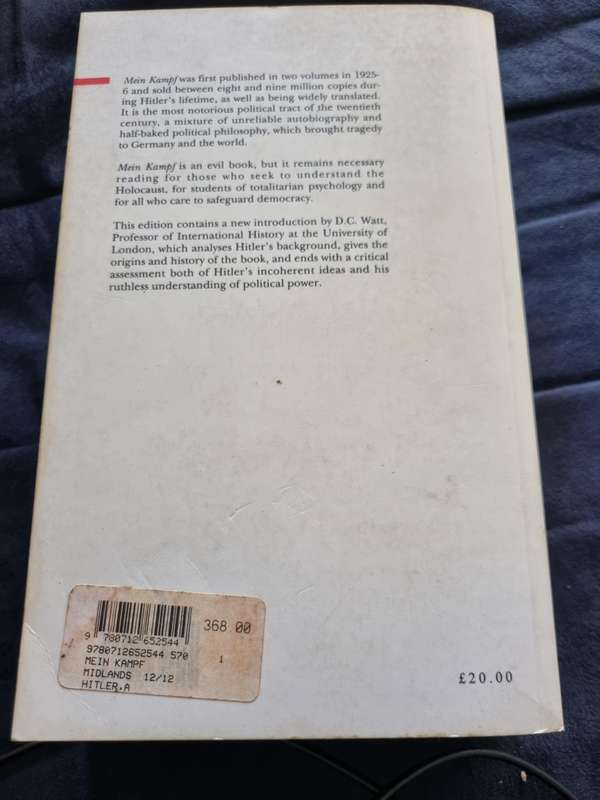 Mein Kampf was first published in two volumes in 1925-
6 and sold between eight and nine million copies dur-
ing Hitler's lifetime, as well as being widely translated.
It is the most notorious political tract of the twentieth
century, a mixture of unreliable autobiography and
half-baked political philosophy, which brought tragedy
to Germany and the world.
Mein Kampf is an evil book, but it remains necessary
reading for those who seek to understand the
Holocaust, for students of totalitarian psychology and
for all who care to safeguard democracy.
This edition contains a new introduction by D.C. Watt,
Professor of International History at the University of
London, which analyses Hitler's background, gives the
origins and history of the book, and ends with a critical
assessment both of Hitler's incoherent ideas and his
ruthless understanding of political power.
368 00
9 780712 652544
9780712652544 570
1
MEIN KAMPF
MIDLANDS 12/12
HITLER.A
£20.00